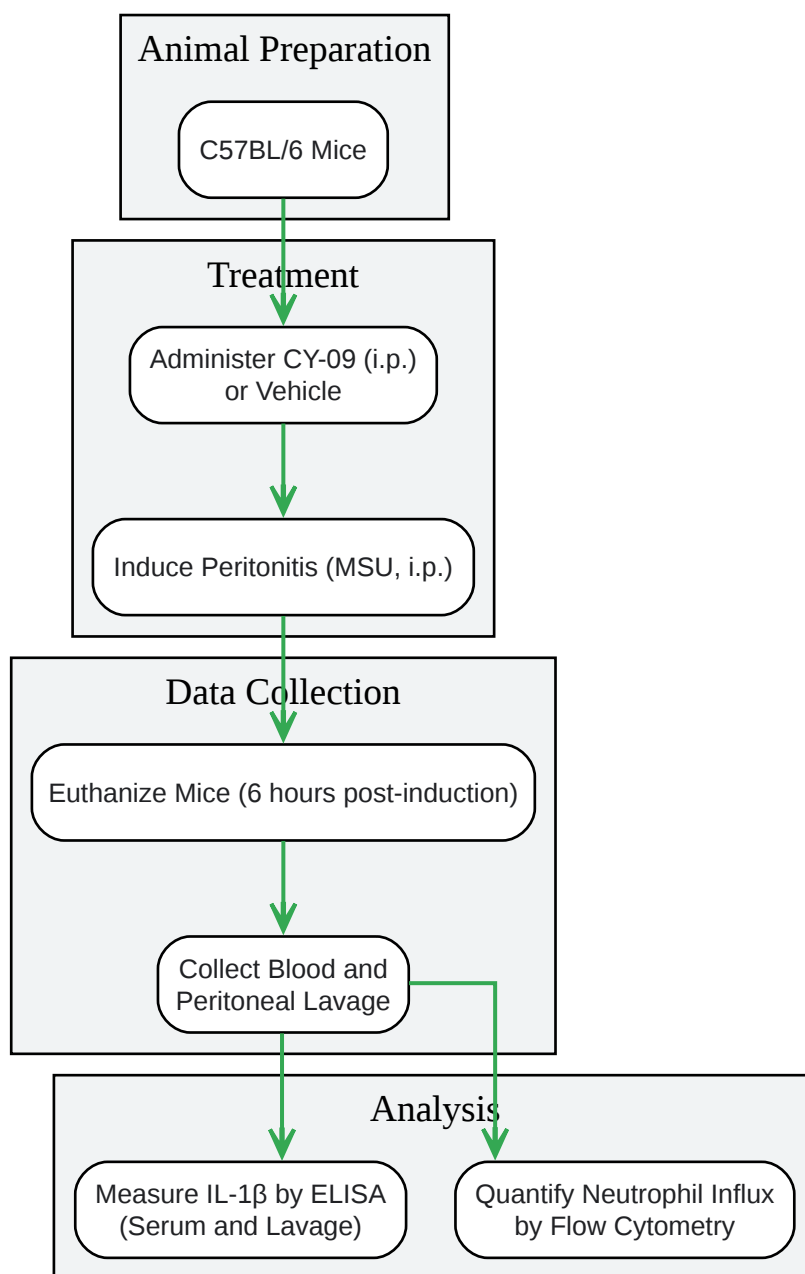 Animal Preparation
C57BL/6 Mice
Treatment
Administer CY-09 (i.p.)
or Vehicle
Induce Peritonitis (MSU, i.p.)
Data Collection
Euthanize Mice (6 hours post-induction)
Collect Blood and
Peritoneal Lavage
Analysis
Measure IL-1β by ELISA
(Serum and Lavage)
Quantify Neutrophil Influx
by Flow Cytometry